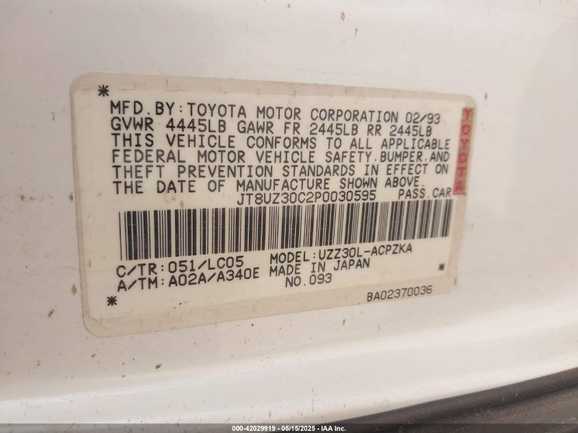 MFD. BY: TOYOTA MOTOR CORPORATION 02/93
GVWR 4445LB GAWR FR 2445LB RR 2445LB
THIS VEHICLE CONFORMS TO ALL APPLICABLE
FEDERAL MOTOR VEHICLE SAFETY. BUMPER. AND
THEFT PREVENTION STANDARDS IN EFFECT ON
THE DATE OF MANUFACTURE SHOWN ABOVE.
JT8UZ30C2P0030595 PASS. CAR
TOYOTA
C/TR: 051/LC05 MODEL: UZZ30L-ACPZKA
A/TM: A02A/A340E MADE IN JAPAN
NO. 093
BA02370036
000-42029919 - 05/15/2025 - IAA Inc.